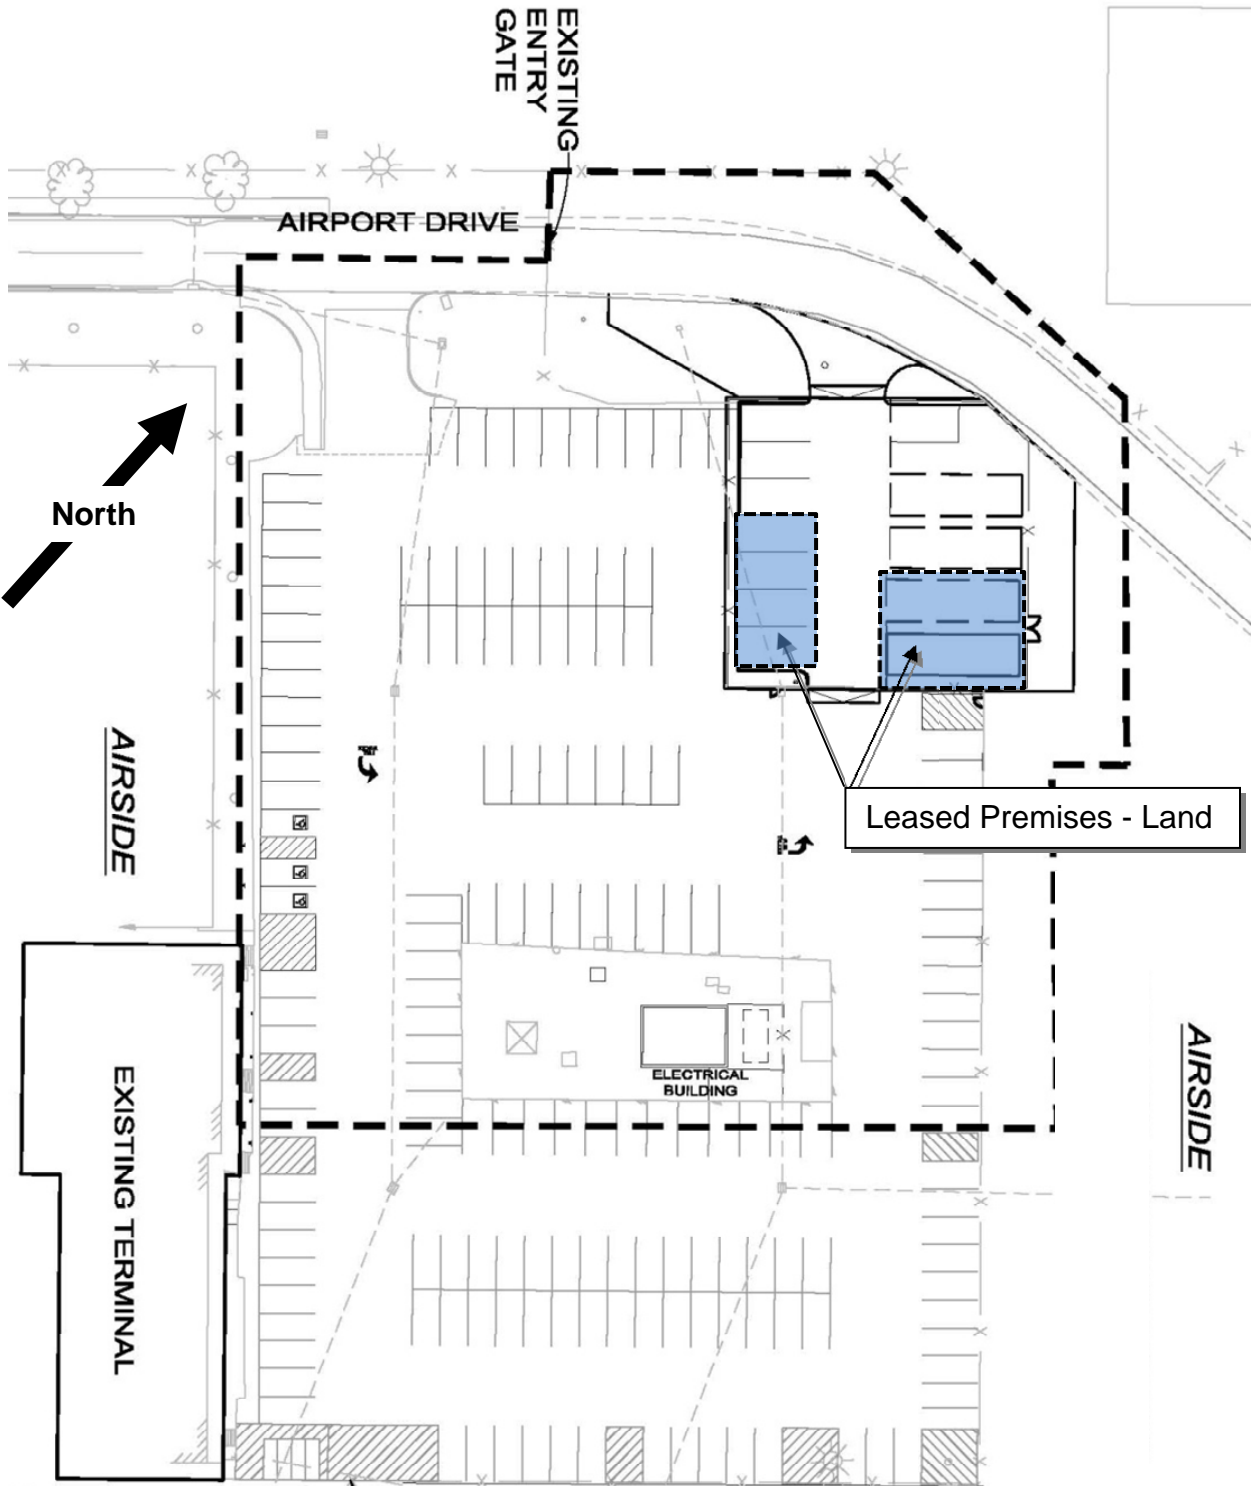 EXISTING
ENTRY
GATE
AIRPORT DRIVE
North
AIRSIDE
Leased Premises - Land
ELECTRICAL
BUILDING
AIRSIDE
EXISTING TERMINAL